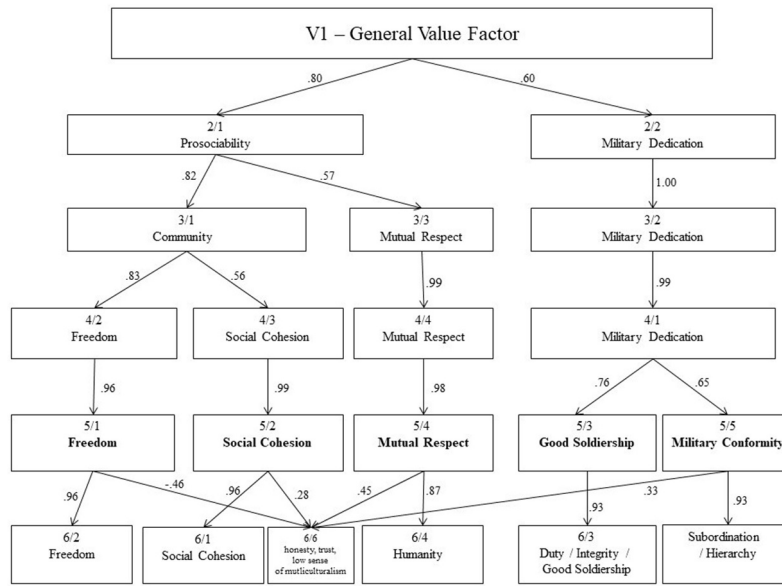 V1 – General Value Factor
.80
.60
2/1
Prosociability
2/2
Military Dedication
.82
.57
1.00
3/1
Community
3/3
Mutual Respect
3/2
Military Dedication
.83
.56
.99
.99
4/2
Freedom
4/3
Social Cohesion
4/4
Mutual Respect
4/1
Military Dedication
.96
.99
.98
.76
.65
5/1
Freedom
5/2
Social Cohesion
5/4
Mutual Respect
5/3
Good Soldiership
5/5
Military Conformity
.96
-.46
.96
.28
.45
.87
.33
.93
.93
6/2
Freedom
6/1
Social Cohesion
6/6
honesty, trust,
low sense
of mutliculturalism
6/4
Humanity
6/3
Duty / Integrity /
Good Soldiership
Subordination
/ Hierarchy